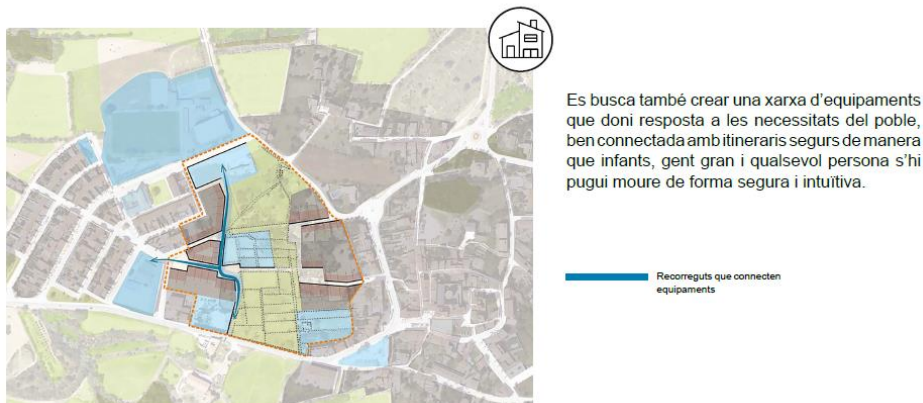 Es busca també crear una xarxa d'equipaments
que doni resposta a les necessitats del poble,
ben connectada amb itineraris segurs de manera
que infants, gent gran i qualsevol persona s'hi
pugui moure de forma segura i intuïtiva.
Recorreguts que connecten
equipaments